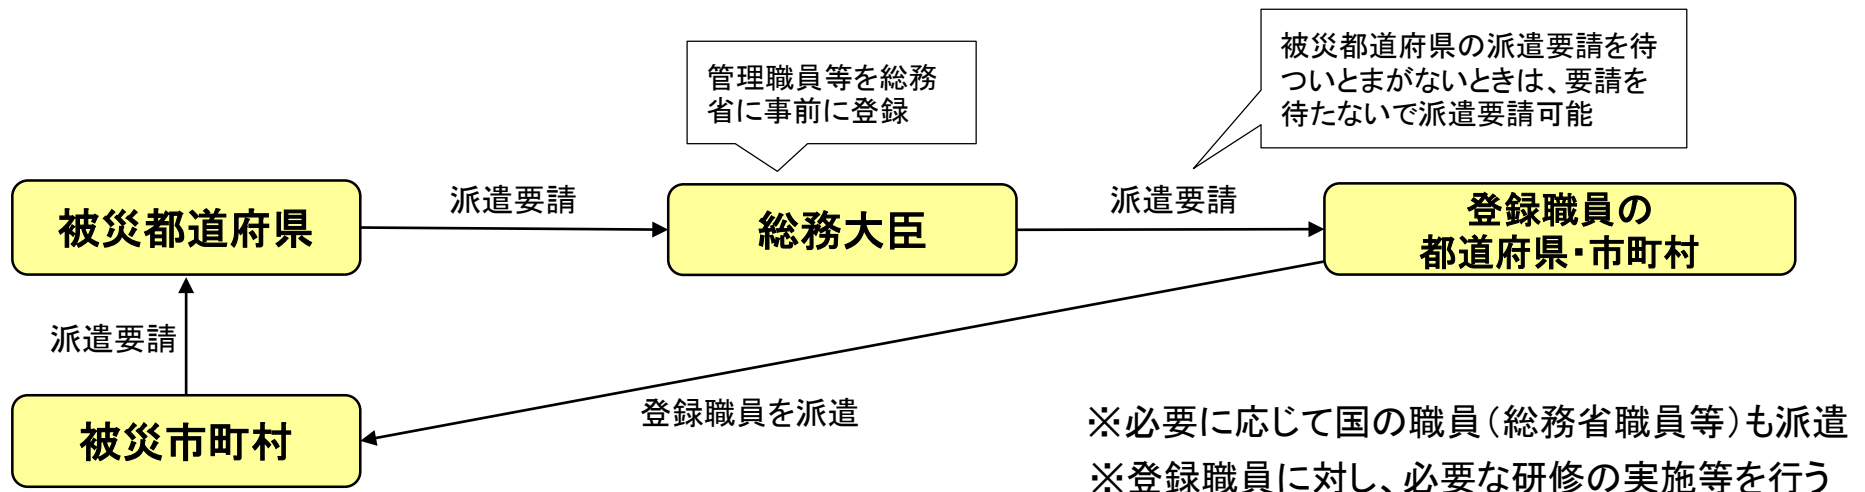 被災都道府県の派遣要請を待
ついとまがないときは、要請を
待たないで派遣要請可能
管理職員等を総務
省に事前に登録
被災都道府県
派遣要請
総務大臣
派遣要請
登録職員の
都道府県・市町村
派遣要請
被災市町村
登録職員を派遣
※必要に応じて国の職員（総務省職員等）も派遣
※登録職員に対し、必要な研修の実施等を行う